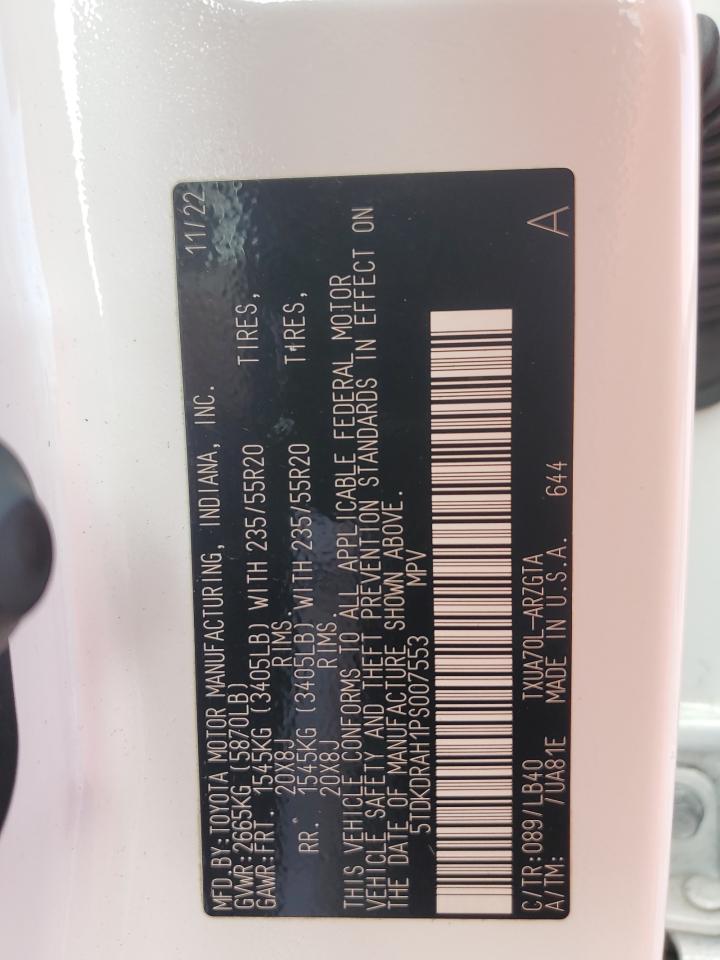 MFD.BY:TOYOTA MOTOR MANUFACTURING, INDIANA, INC. 11/22
GVWR:2665KG (5870LB)
GAWR:FRT. 1545KG (3405LB) WITH 235/55R20 TIRES,
20X8J RIMS.
RR. 1545KG (3405LB) WITH 235/55R20 TIRES,
20X8J RIMS.
THIS VEHICLE CONFORMS TO ALL APPLICABLE FEDERAL MOTOR
VEHICLE SAFETY AND THEFT PREVENTION STANDARDS IN EFFECT ON
THE DATE OF MANUFACTURE SHOWN ABOVE.
5TDKDRAH1PS007553 MPV
C/TR:089/LB40 TXUA70L-ARZGTA
A/TM: /UA81E MADE IN U.S.A. 644 A